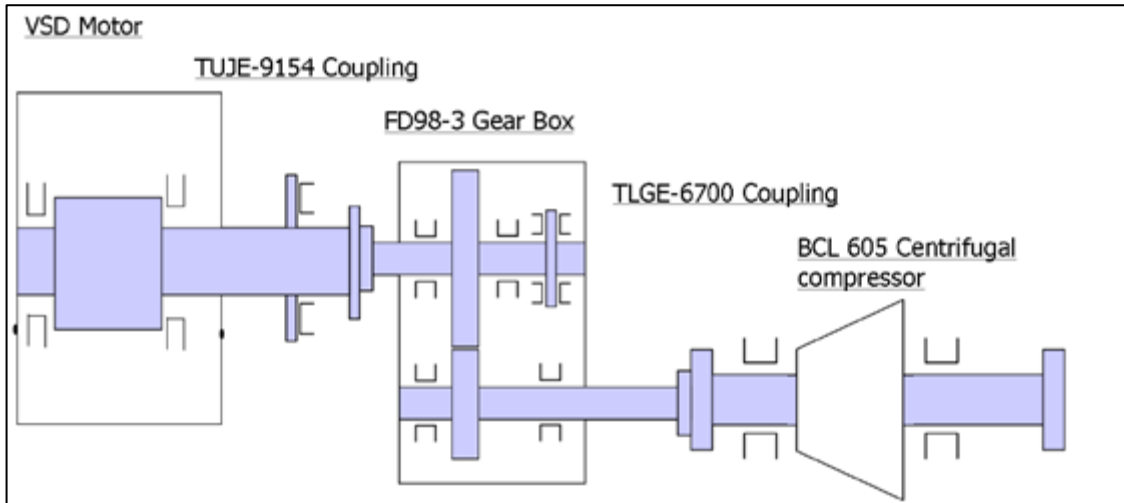 VSD Motor
TUJE-9154 Coupling
FD98-3 Gear Box
TLGE-6700 Coupling
BCL 605 Centrifugal
compressor